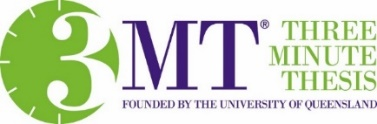 3MT® THREE
MINUTE
THESIS
FOUNDED BY THE UNIVERSITY OF QUEENSLAND